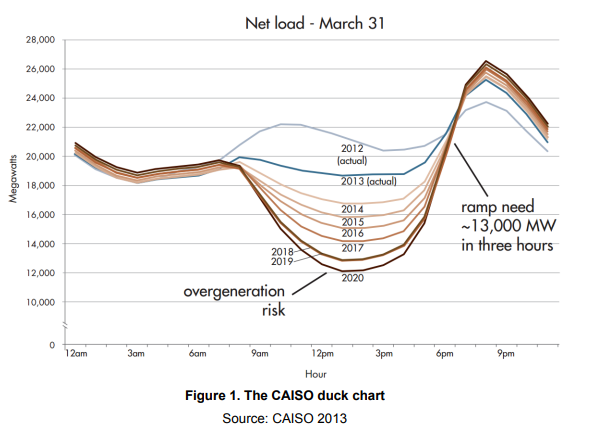 Net load - March 31
28,000
26,000
24,000
22,000
20,000
18,000
16,000
14,000
12,000
10,000
0
Megawatts
2012
(actual)
2013 (actual)
2014
2015
2016
2017
2018
2019
2020
ramp need
~13,000 MW
in three hours
overgeneration
risk
12am 3am 6am 9am 12pm 3pm 6pm 9pm
Hour
Figure 1. The CAISO duck chart
Source: CAISO 2013